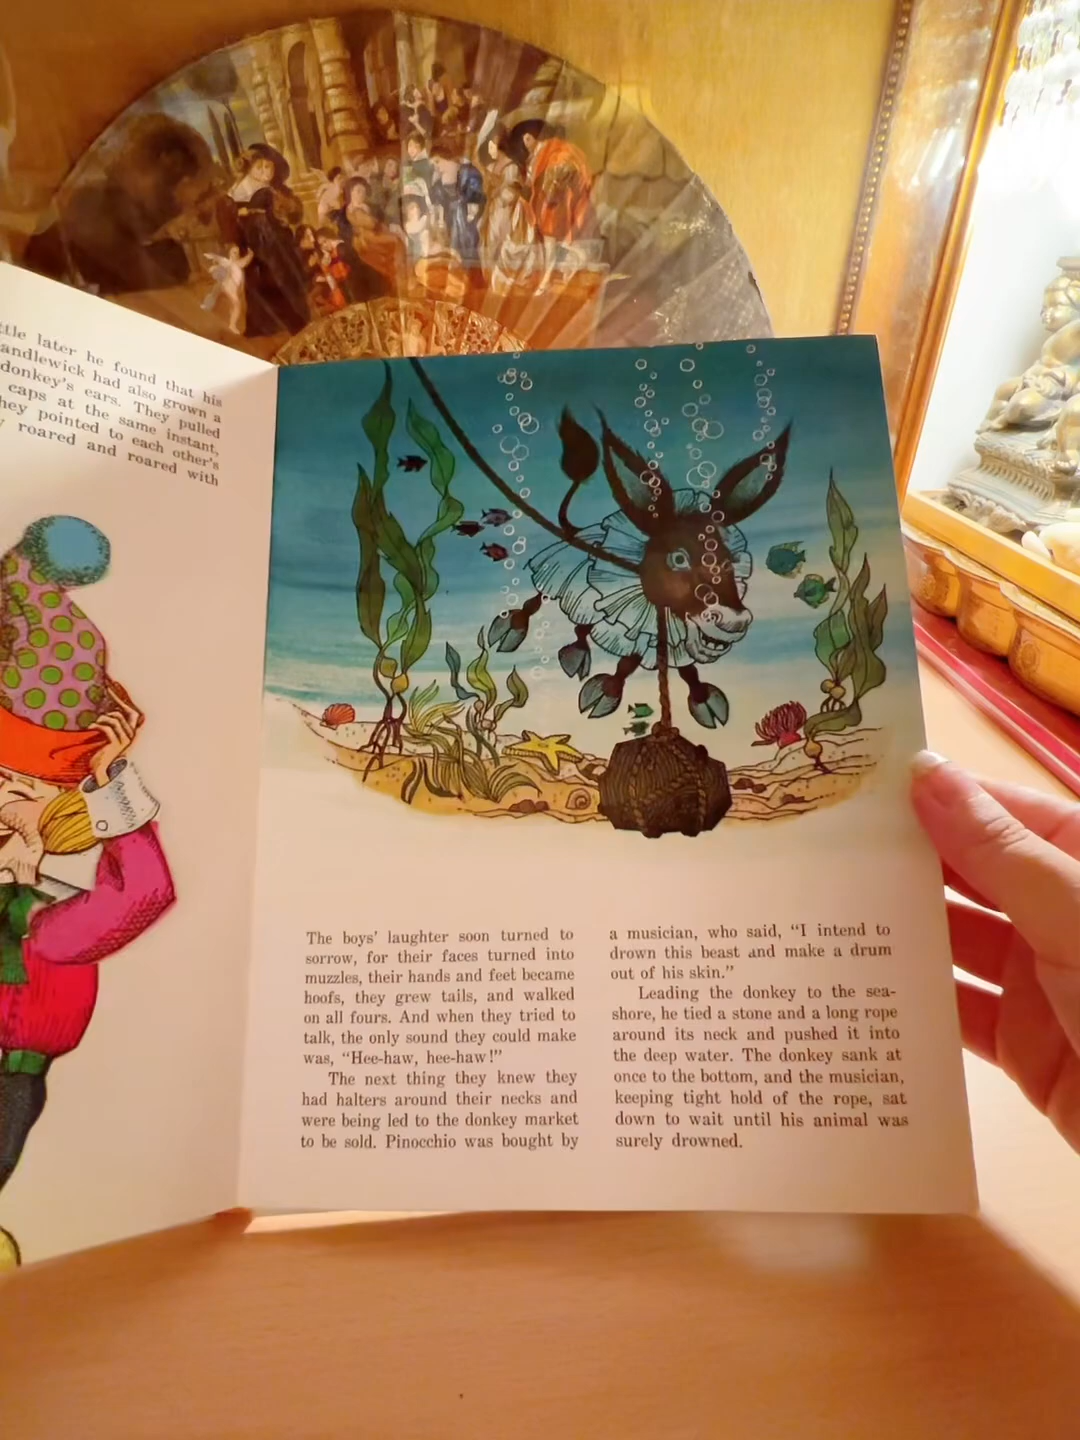 later he found that his
had also grown a
donkey's ears. They pulled
caps at the same instant,
they pointed to each other's
roared and roared with
The boys' laughter soon turned to
sorrow, for their faces turned into
muzzles, their hands and feet became
hoofs, they grew tails, and walked
on all fours. And when they tried to
talk, the only sound they could make
was, “Hee-haw, hee-haw!”
The next thing they knew they
had halters around their necks and
were being led to the donkey market
to be sold. Pinocchio was bought by
a musician, who said, “I intend to
drown this beast and make a drum
out of his skin.”
Leading the donkey to the sea-
shore, he tied a stone and a long rope
around its neck and pushed it into
the deep water. The donkey sank at
once to the bottom, and the musician,
keeping tight hold of the rope, sat
down to wait until his animal was
surely drowned.